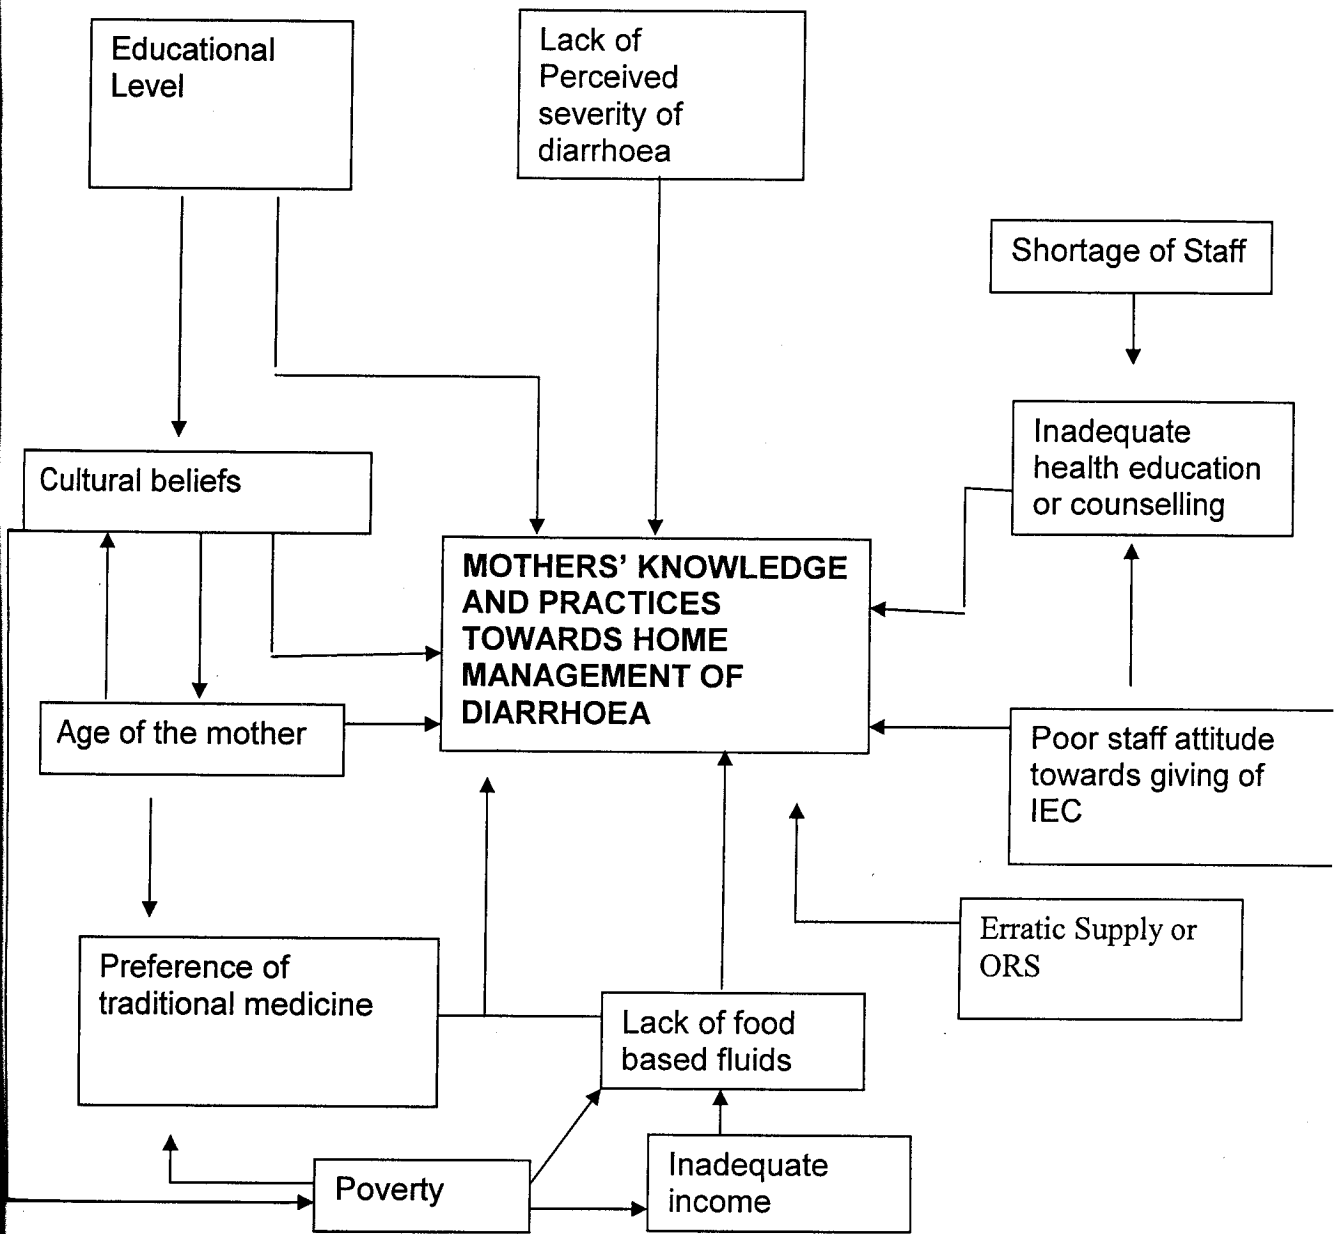 Educational
Level
Lack of
Perceived
severity of
diarrhoea
Shortage of Staff
Cultural beliefs
Inadequate
health education
or counselling
MOTHERS’ KNOWLEDGE
AND PRACTICES
TOWARDS HOME
MANAGEMENT OF
DIARRHOEA
Age of the mother
Poor staff attitude
towards giving of
IEC
Preference of
traditional medicine
Erratic Supply or
ORS
Lack of food
based fluids
Poverty
Inadequate
income